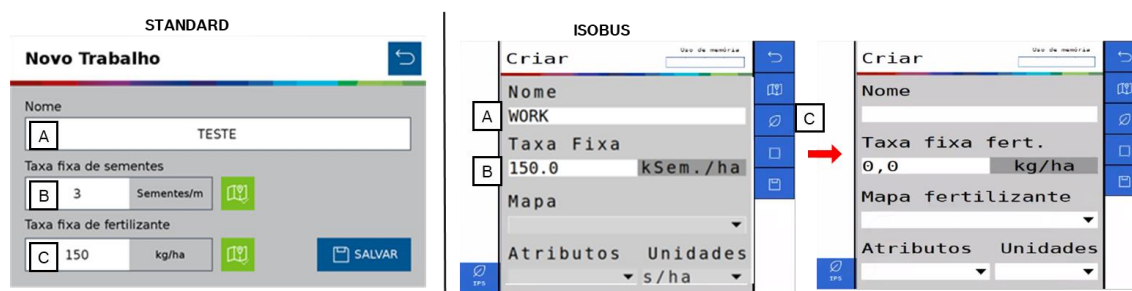 STANDARD
Novo Trabalho
Nome
A
TESTE
Taxa fixa de sementes
B
3
Sementes/m
Taxa fixa de fertilizante
C
150
kg/ha
SALVAR
ISOBUS
Criar
Uso de memória
Nome
A
WORK
Taxa Fixa
B
150.0
kSem./ha
Mapa
Atributos Unidades
s/ha
IPS
C
Criar
Uso de memória
Nome
Taxa fixa fert.
0,0
kg/ha
Mapa fertilizante
Atributos Unidades
IPS